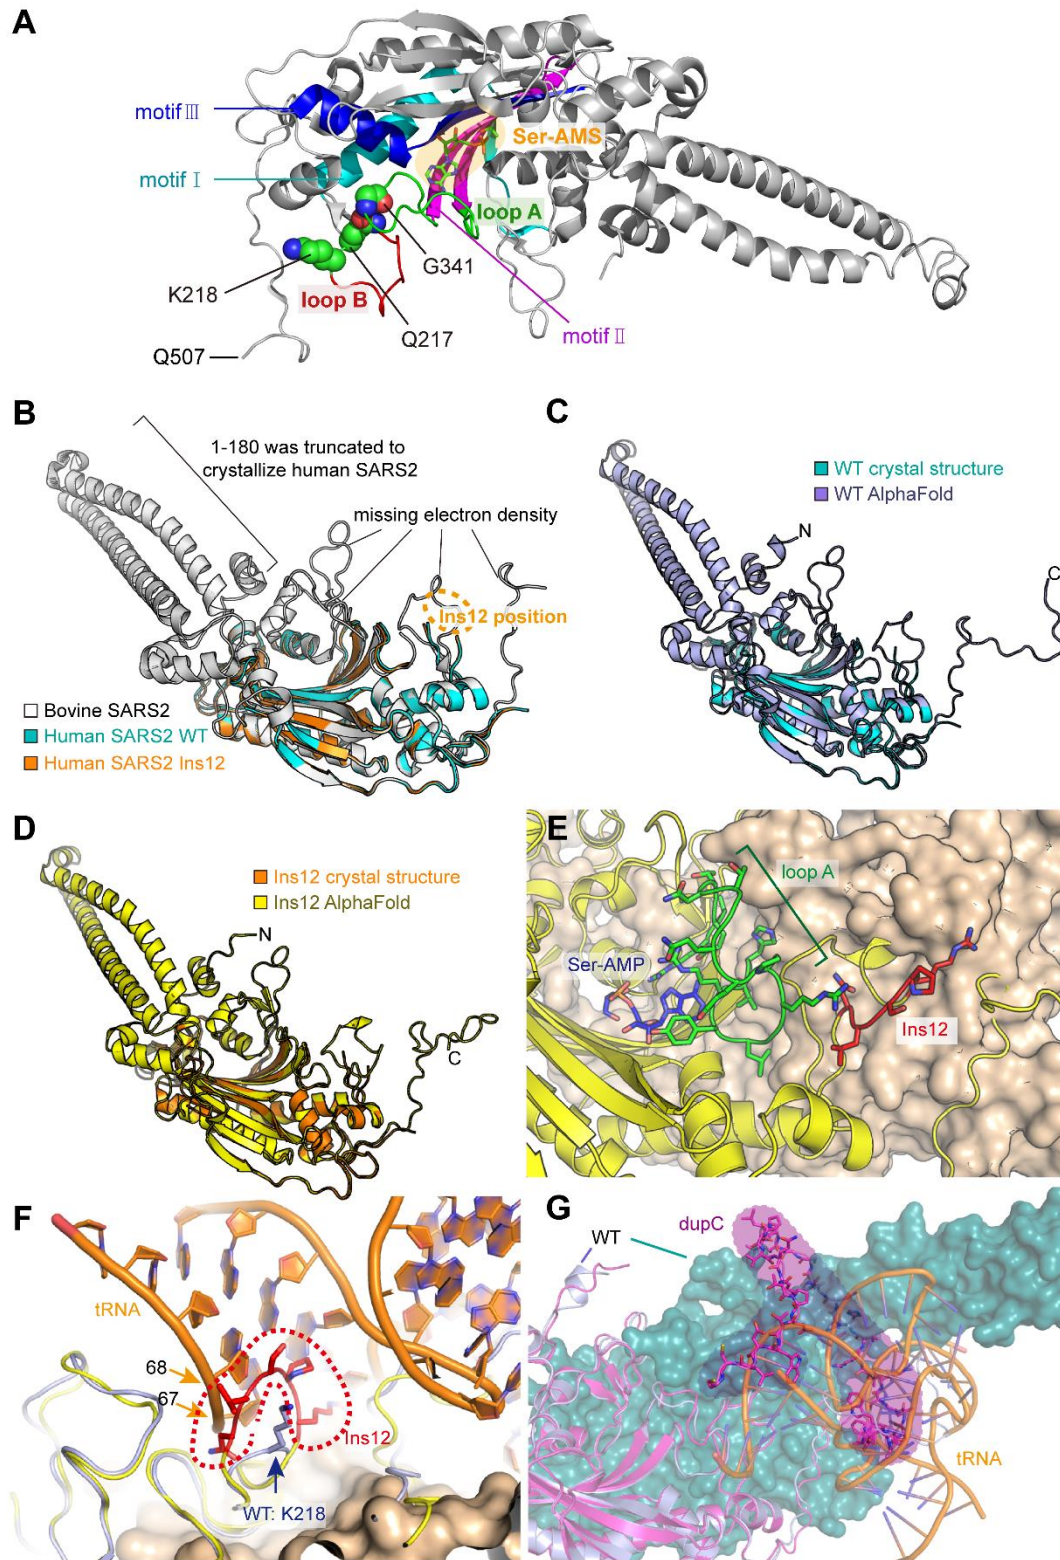 A
motif III
motif I
Ser-AMS
loop A
G341
K218
loop B
Q217
motif II
Q507
B
1-180 was truncated to
crystallize human SARS2
missing electron density
Ins12 position
Bovine SARS2
Human SARS2 WT
Human SARS2 Ins12
C
WT crystal structure
WT AlphaFold
N
C
D
Ins12 crystal structure
Ins12 AlphaFold
N
C
E
loop A
Ser-AMP
Ins12
F
tRNA
68
67
Ins12
WT: K218
G
dupC
WT
tRNA